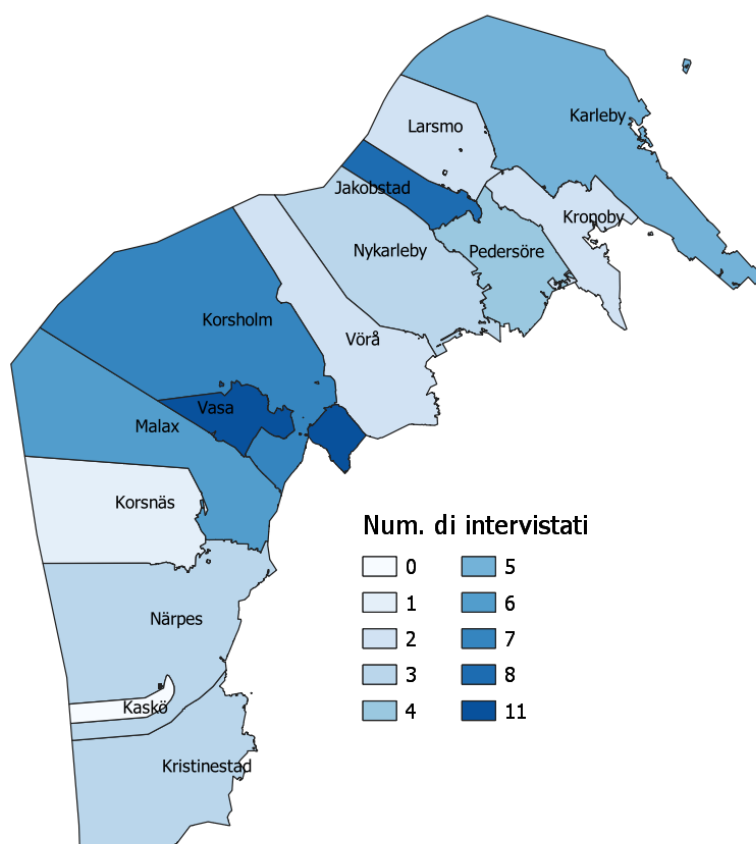 Karleby
Larsmo
Jakobstad
Kronoby
Nykarleby
Pedersöre
Korsholm
Vörå
Vasa
Malax
Korsnäs
Närpes
Kaskö
Kristinestad
Num. di intervistati
0 5
1 6
2 7
3 8
4 11